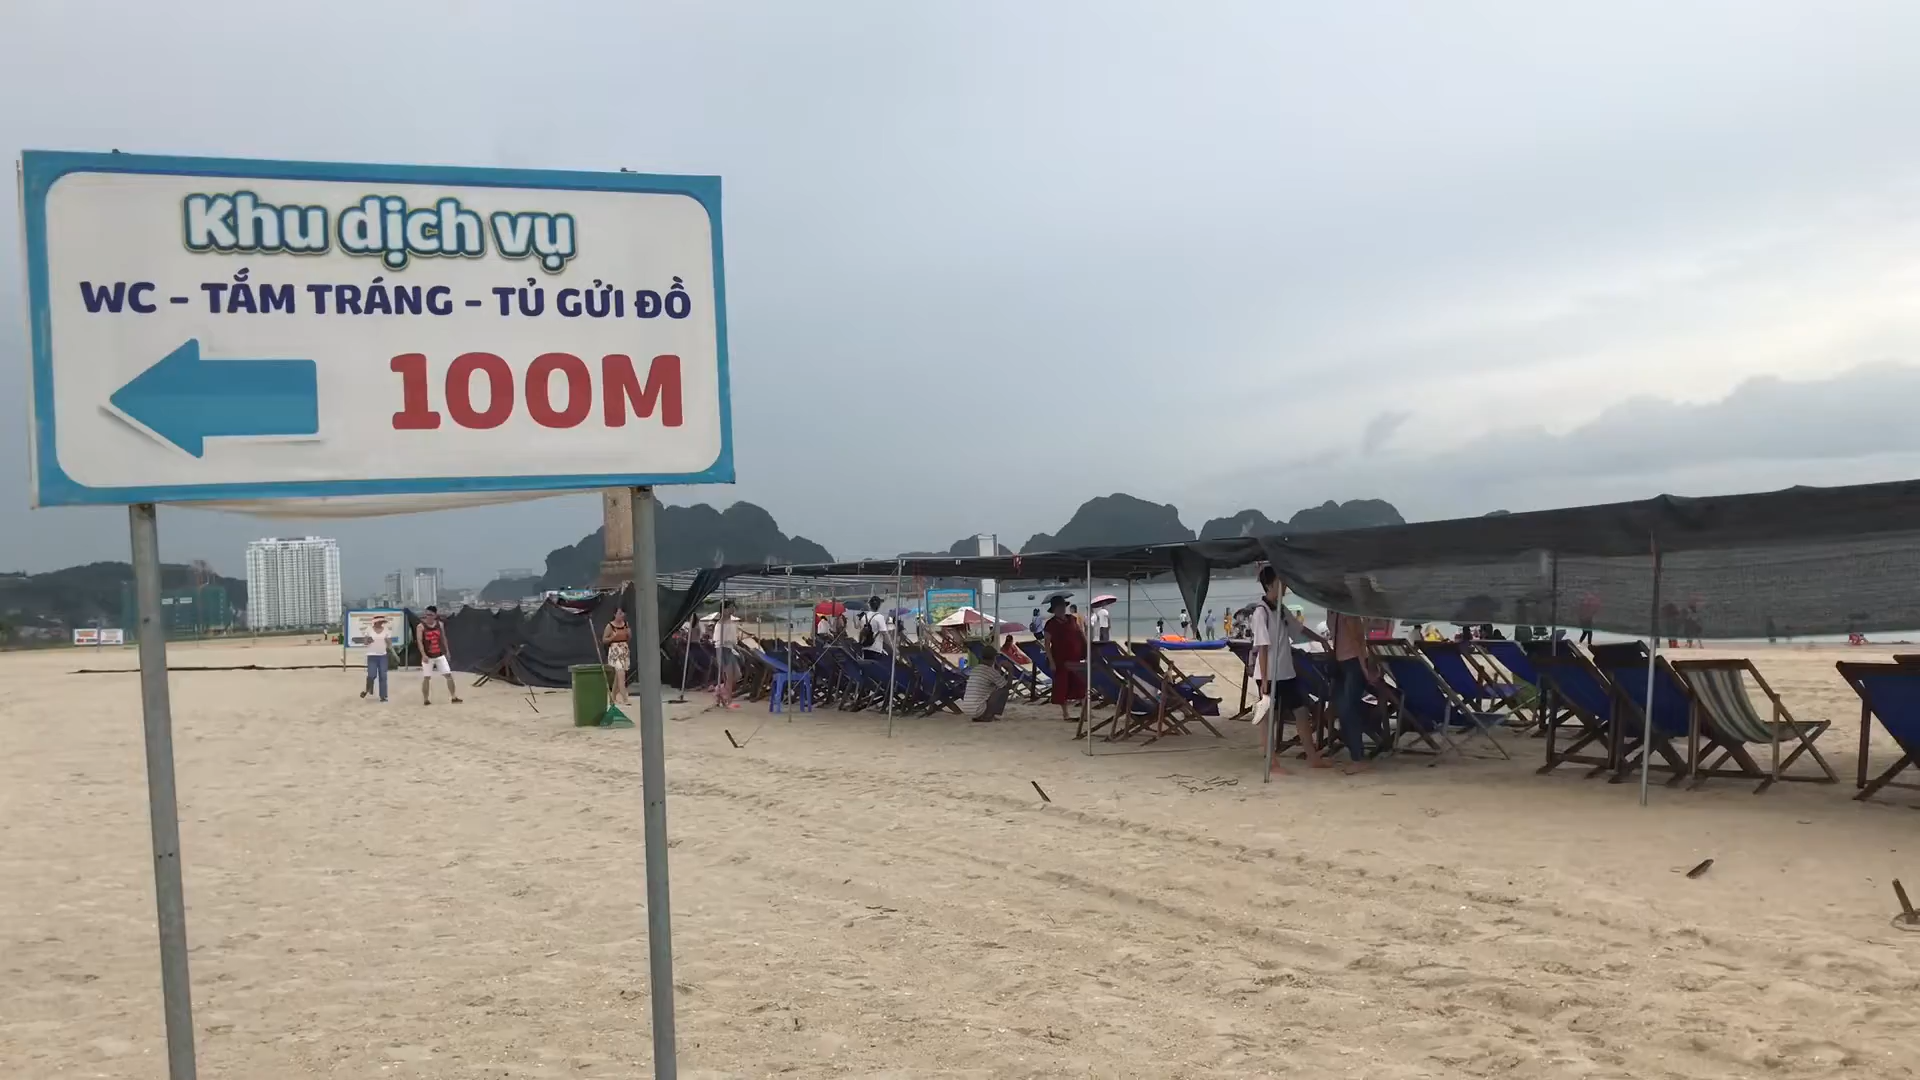 Khu dịch vụ
WC - TẮM TRÁNG - TỦ GỬI ĐỒ
100M